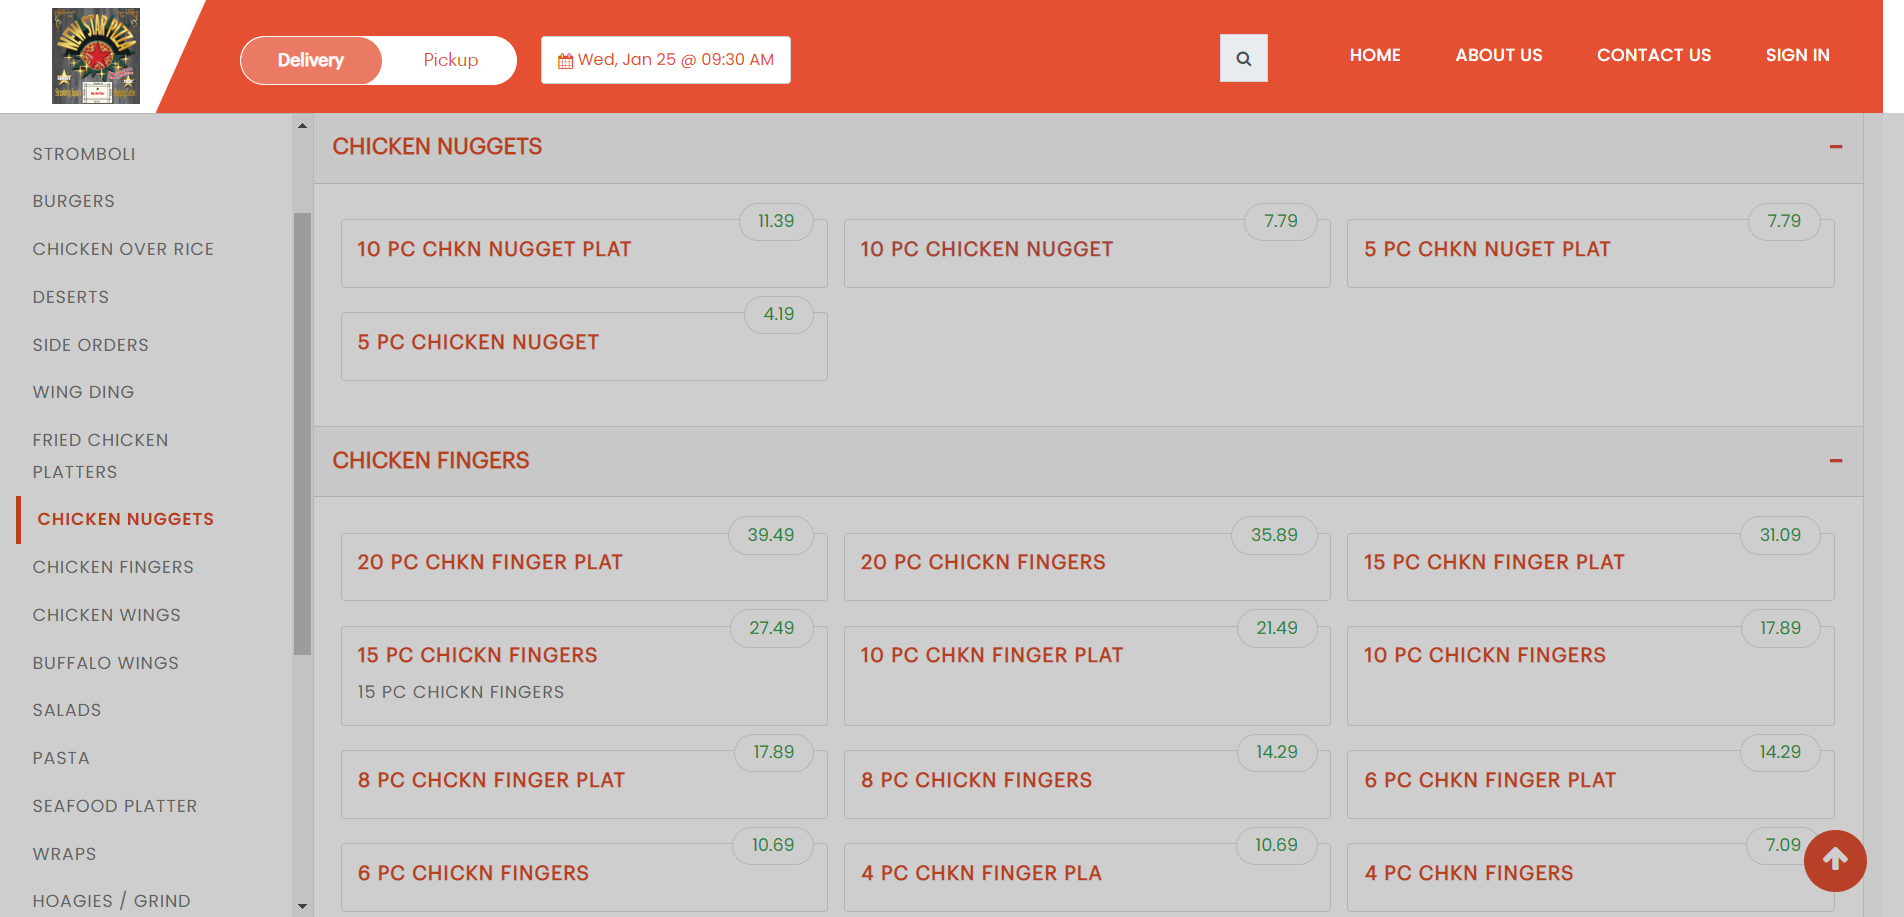 NEW STAR PIZZA
Delivery
Pickup
Wed, Jan 25 @ 09:30 AM
HOME
ABOUT US
CONTACT US
SIGN IN
STROMBOLI
BURGERS
CHICKEN OVER RICE
DESERTS
SIDE ORDERS
WING DING
FRIED CHICKEN
PLATTERS
CHICKEN NUGGETS
CHICKEN FINGERS
CHICKEN WINGS
BUFFALO WINGS
SALADS
PASTA
SEAFOOD PLATTER
WRAPS
HOAGIES / GRIND
CHICKEN NUGGETS
11.39
10 PC CHKN NUGGET PLAT
7.79
10 PC CHICKEN NUGGET
7.79
5 PC CHKN NUGET PLAT
4.19
5 PC CHICKEN NUGGET
CHICKEN FINGERS
39.49
20 PC CHKN FINGER PLAT
35.89
20 PC CHICKN FINGERS
31.09
15 PC CHKN FINGER PLAT
27.49
15 PC CHICKN FINGERS
15 PC CHICKN FINGERS
21.49
10 PC CHKN FINGER PLAT
17.89
10 PC CHICKN FINGERS
17.89
8 PC CHCKN FINGER PLAT
14.29
8 PC CHICKN FINGERS
14.29
6 PC CHKN FINGER PLAT
10.69
6 PC CHICKN FINGERS
10.69
4 PC CHKN FINGER PLA
7.09
4 PC CHKN FINGERS